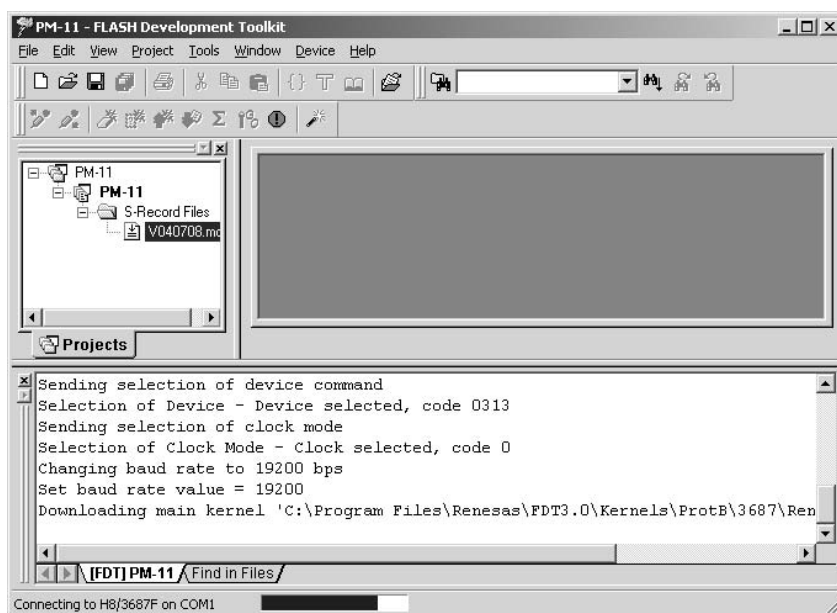 PM-11 - FLASH Development Toolkit
File Edit View Project Tools Window Device Help
PM-11
PM-11
S-Record Files
V040708.mo
Projects
Sending selection of device command
Selection of Device - Device selected, code 0313
Sending selection of clock mode
Selection of Clock Mode - Clock selected, code 0
Changing baud rate to 19200 bps
Set baud rate value = 19200
Downloading main kernel 'C:\Program Files\Renesas\FDT3.0\Kernels\ProtB\3687\Ren
[FDT] PM-11 Find in Files
Connecting to H8/3687F on COM1